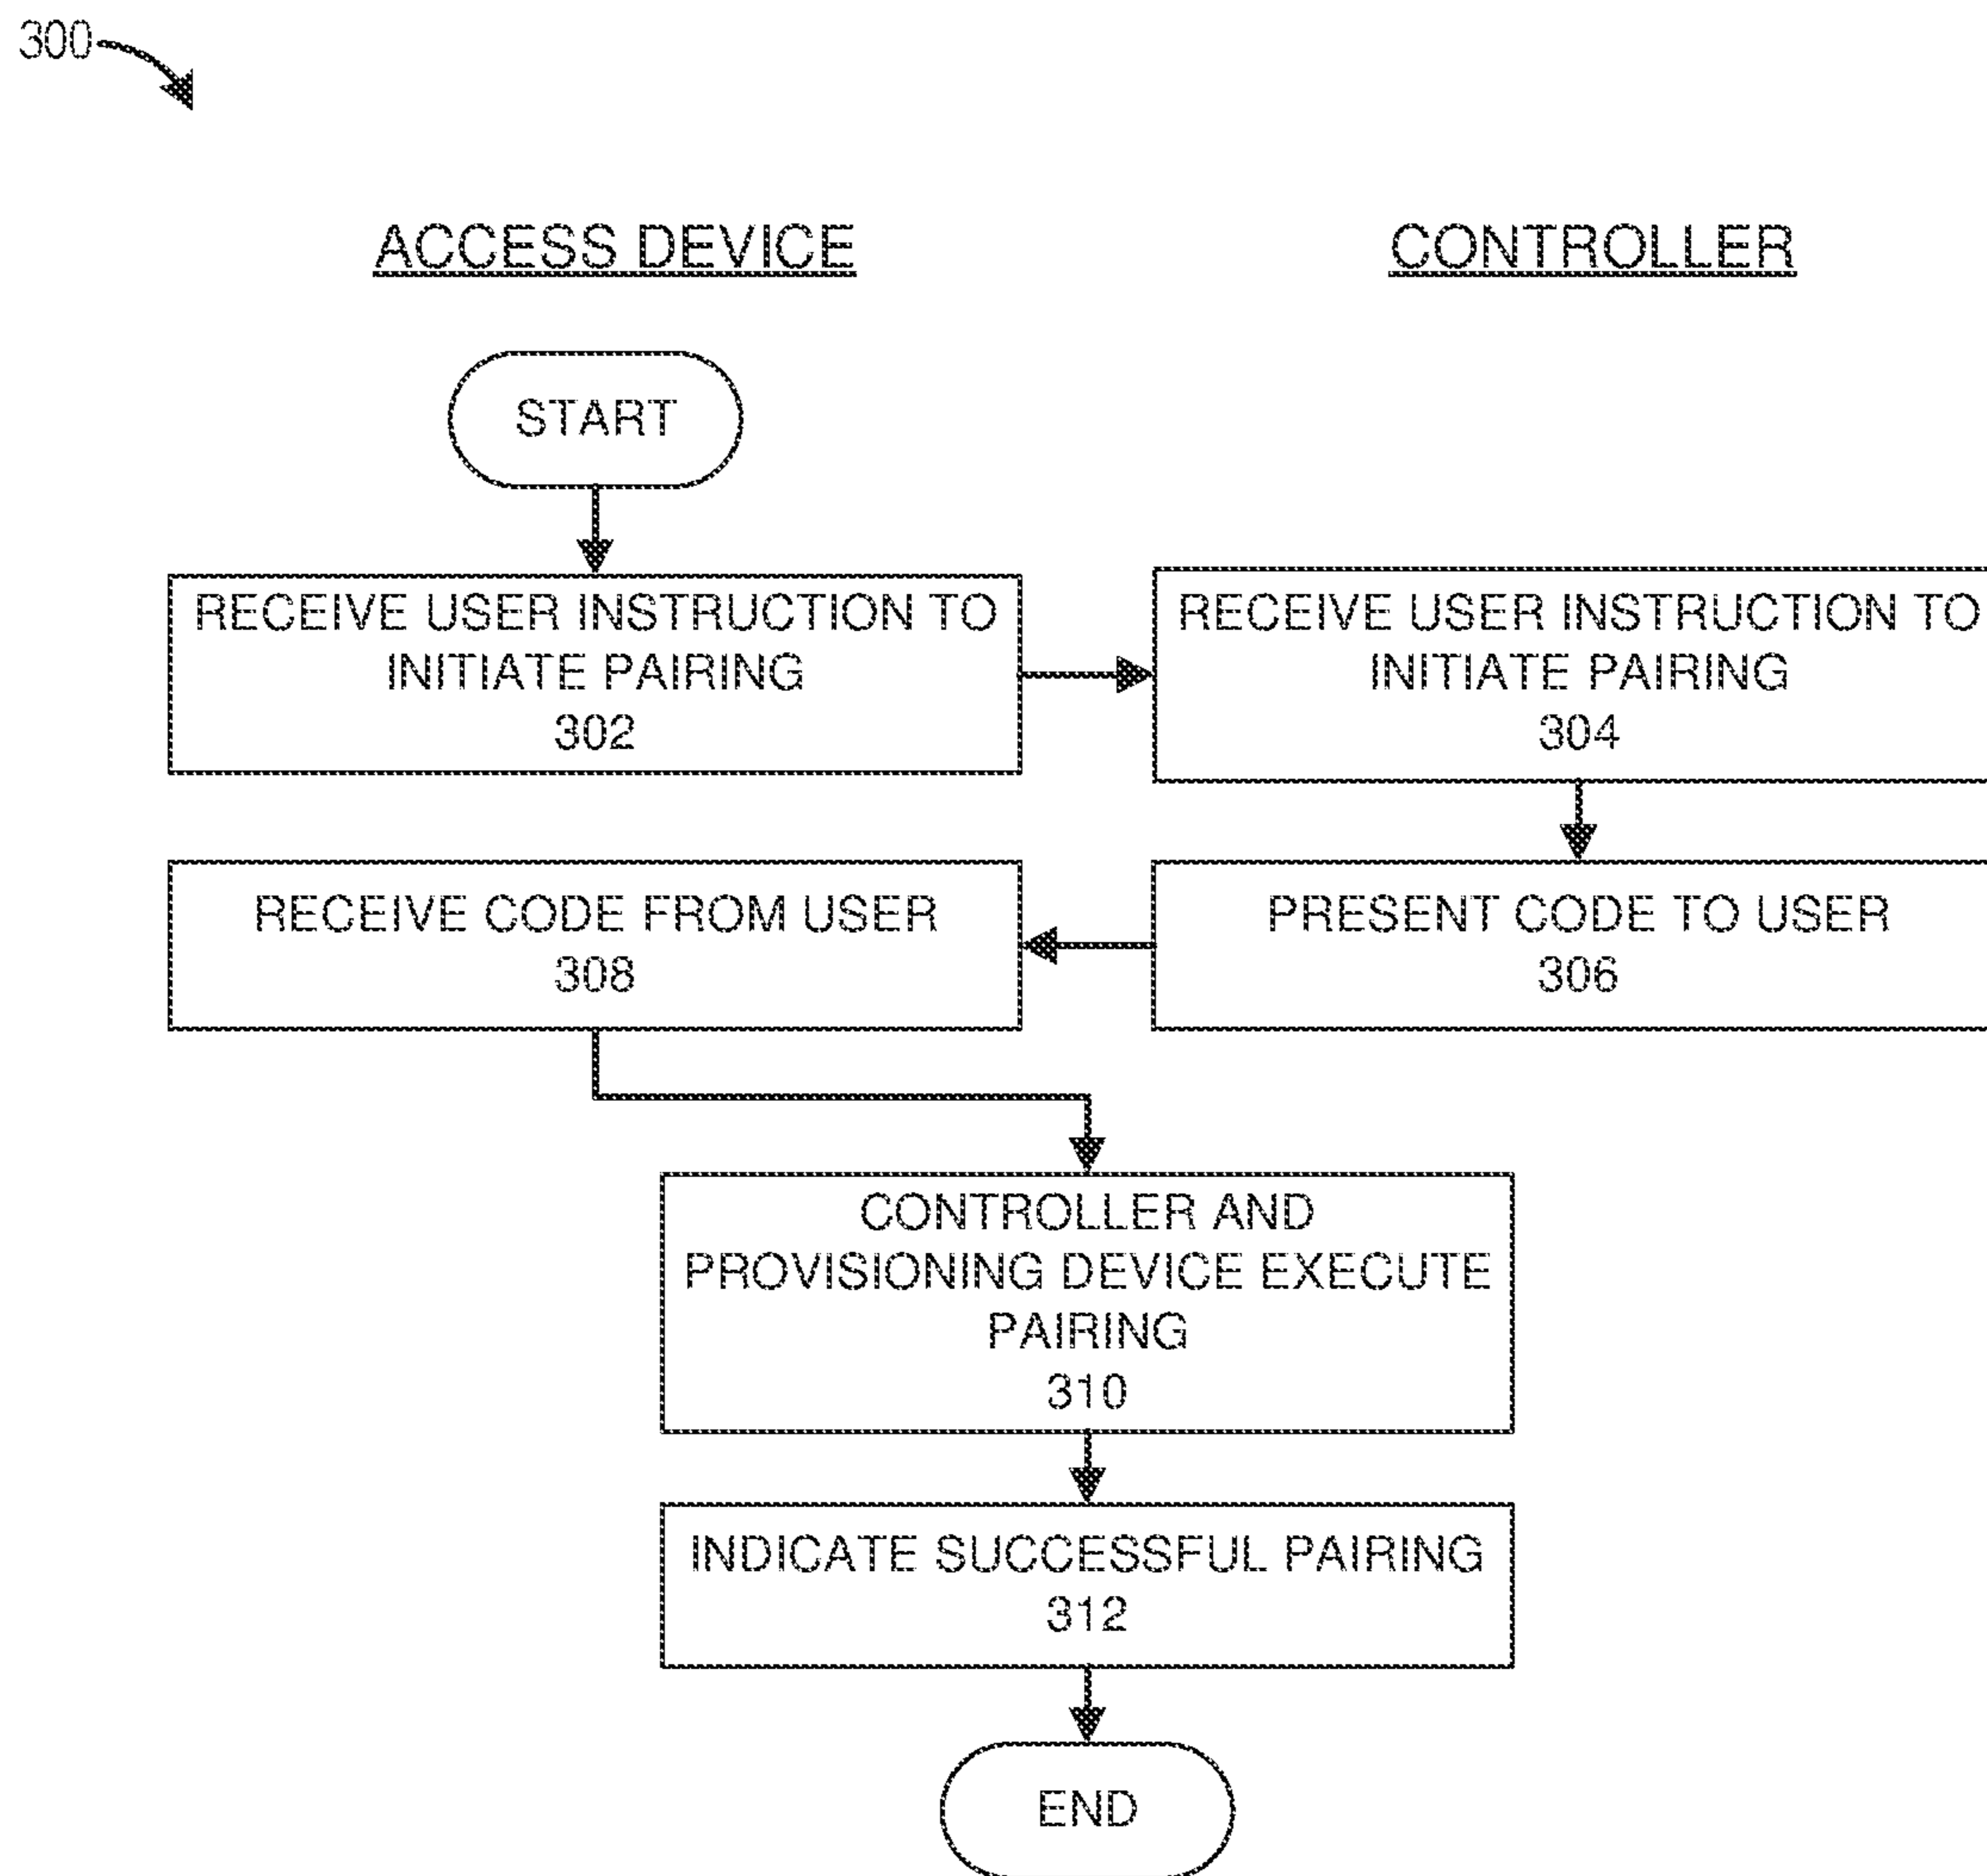 300
ACCESS DEVICE
CONTROLLER
START
RECEIVE USER INSTRUCTION TO
INITIATE PAIRING
302
RECEIVE USER INSTRUCTION TO
INITIATE PAIRING
304
PRESENT CODE TO USER
306
RECEIVE CODE FROM USER
308
CONTROLLER AND
PROVISIONING DEVICE EXECUTE
PAIRING
310
INDICATE SUCCESSFUL PAIRING
312
END